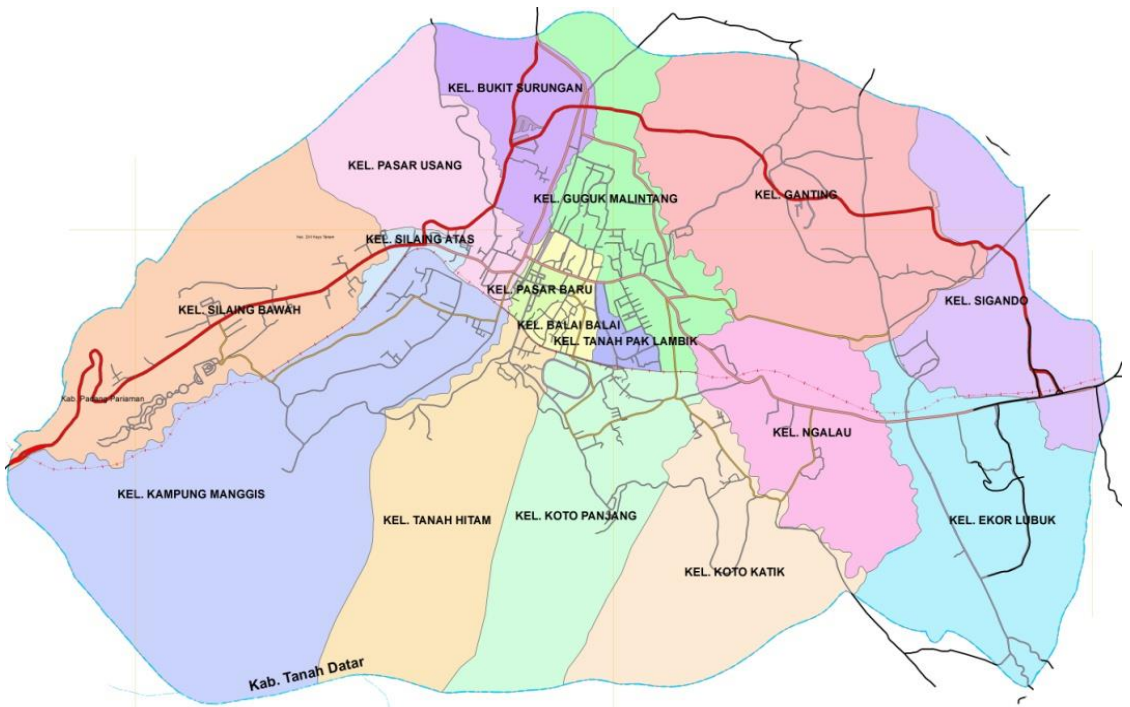 KEL. BUKIT SURUNGAN
KEL. PASAR USANG
KEL. GUGUK MALINTANG
KEL. GANTING
KEL. SILAING ATAS
KEL. PASAR BARU
KEL. SIGANDO
KEL. SILAING BAWAH
KEL. BALAI BALAI
KEL. TANAH PAK LAMBIK
Kab. Padang Pariaman
KEL. NGALAU
KEL. KAMPUNG MANGGIS
KEL. TANAH HITAM
KEL. KOTO PANJANG
KEL. EKOR LUBUK
KEL. KOTO KATIK
Kab. Tanah Datar